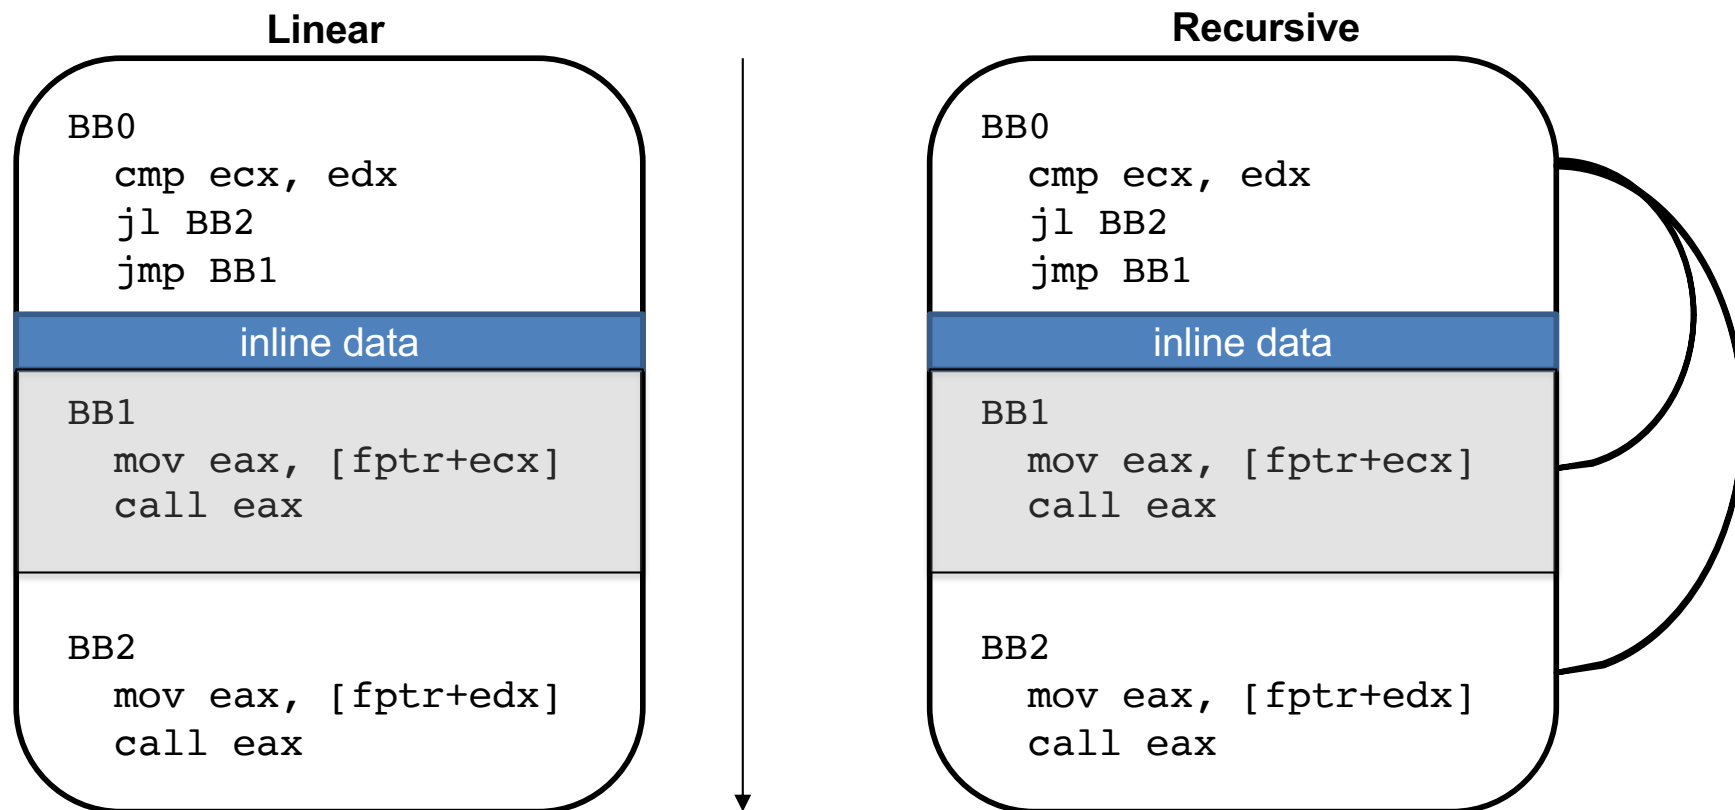 Linear
BB0
cmp ecx, edx
jl BB2
jmp BB1
inline data
BB1
mov eax, [fptr+ecx]
call eax
BB2
mov eax, [fptr+edx]
call eax
Recursive
BB0
cmp ecx, edx
jl BB2
jmp BB1
inline data
BB1
mov eax, [fptr+ecx]
call eax
BB2
mov eax, [fptr+edx]
call eax